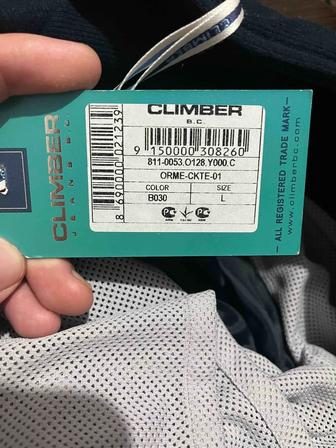 CLIMBER
B.C.
9 150000 308260
811-0053.O128.Y000.C
ORME-CKTE-01
COLOR
SIZE
B030
L
8 690000 021239
CLIMBER
JEANS B.C.
— ALL REGISTERED TRADE MARK —
www.climberbc.com